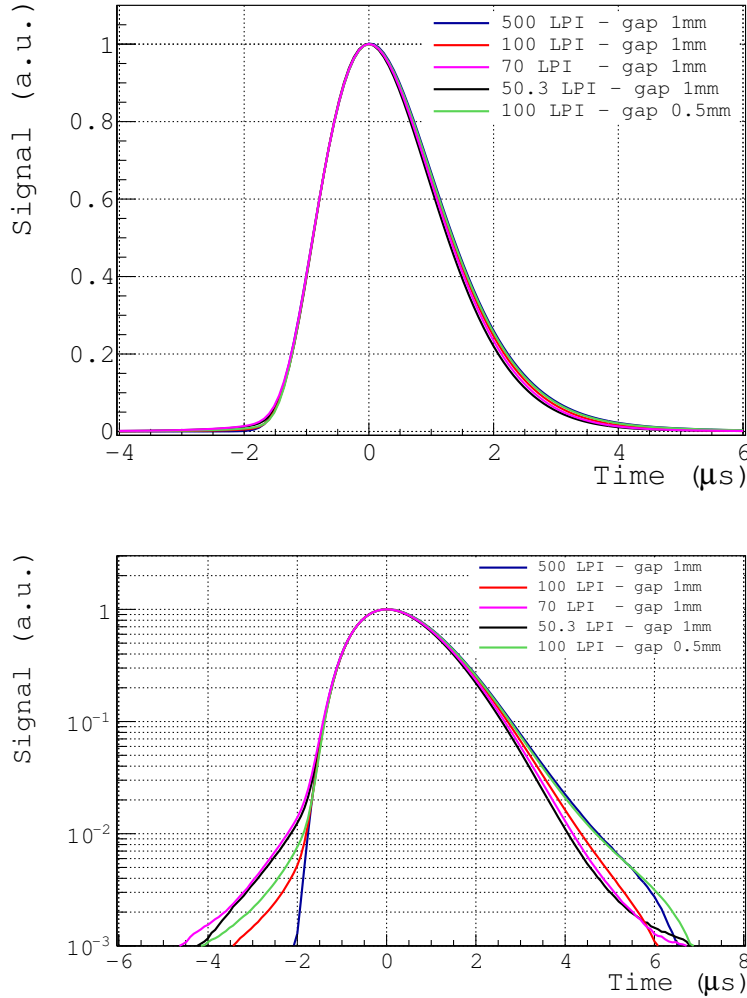 Signal (a.u.)
500 LPI – gap 1mm
100 LPI – gap 1mm
70 LPI – gap 1mm
50.3 LPI – gap 1mm
100 LPI – gap 0.5mm
1
0.8
0.6
0.4
0.2
0
−4 −2 0 2 4 6
Time (μs)
Signal (a.u.)
500 LPI – gap 1mm
100 LPI – gap 1mm
70 LPI – gap 1mm
50.3 LPI – gap 1mm
100 LPI – gap 0.5mm
1
10⁻¹
10⁻²
10⁻³
−6 −4 −2 0 2 4 6 8
Time (μs)